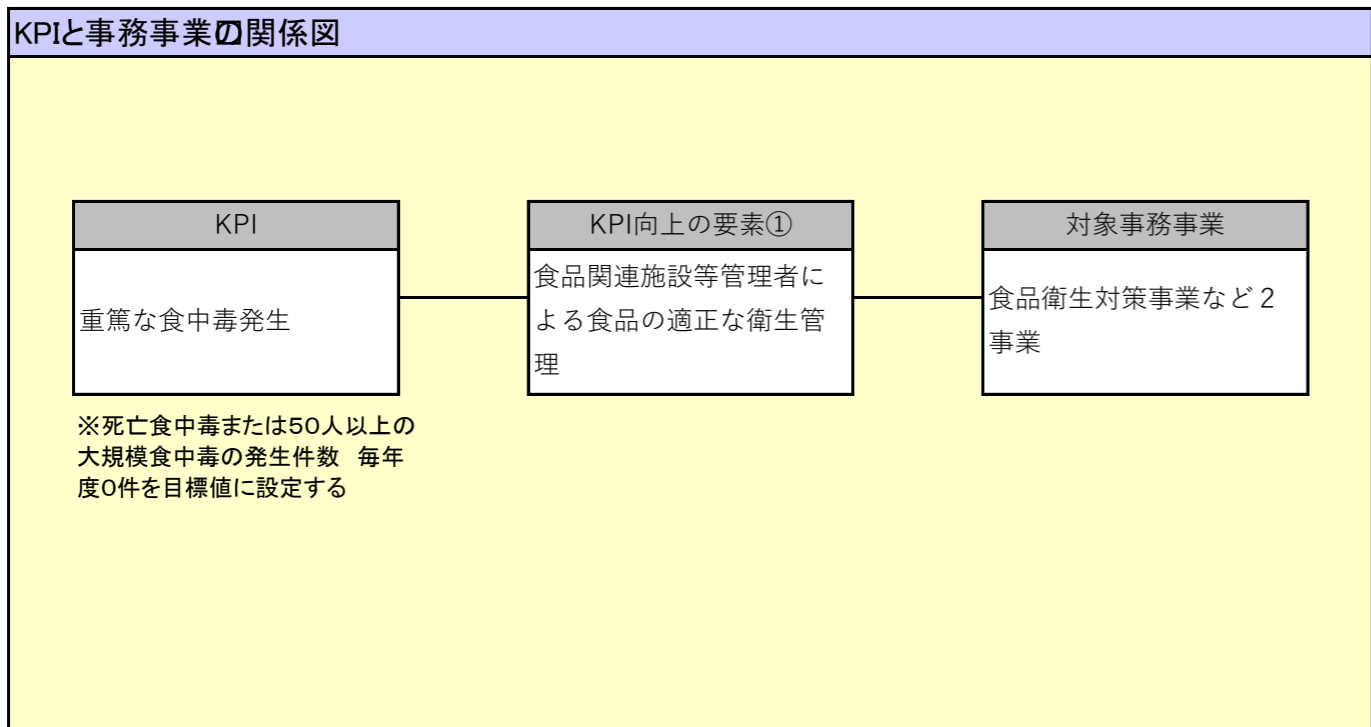 KPIと事務事業の関係図
KPI
重篤な食中毒発生
※死亡食中毒または50人以上の
大規模食中毒の発生件数　毎年
度0件を目標値に設定する
KPI向上の要素①
食品関連施設等管理者に
よる食品の適正な衛生管
理
対象事務事業
食品衛生対策事業など２
事業